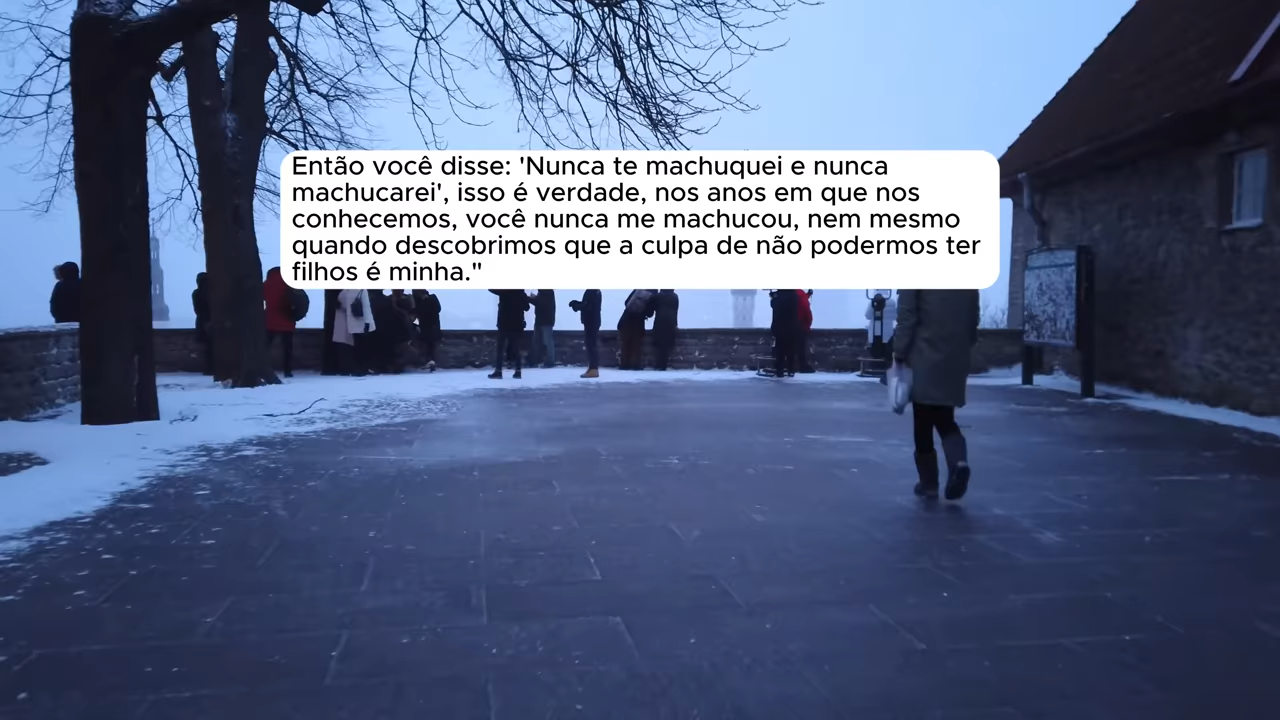 Então você disse: 'Nunca te machuquei e nunca
machucarei', isso é verdade, nos anos em que nos
conhecemos, você nunca me machucou, nem mesmo
quando descobrimos que a culpa de não podermos ter
filhos é minha."